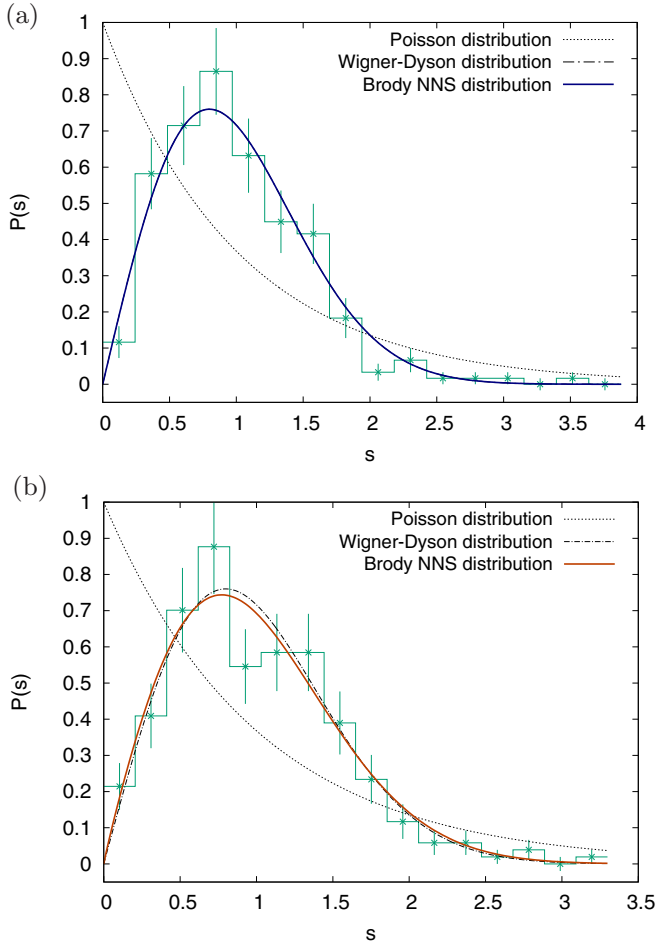 (a)
1
0.9
0.8
0.7
0.6
0.5
0.4
0.3
0.2
0.1
0
P(s)
Poisson distribution
Wigner-Dyson distribution
Brody NNS distribution
0 0.5 1 1.5 2 2.5 3 3.5 4
s
(b)
1
0.9
0.8
0.7
0.6
0.5
0.4
0.3
0.2
0.1
0
P(s)
Poisson distribution
Wigner-Dyson distribution
Brody NNS distribution
0 0.5 1 1.5 2 2.5 3 3.5
s